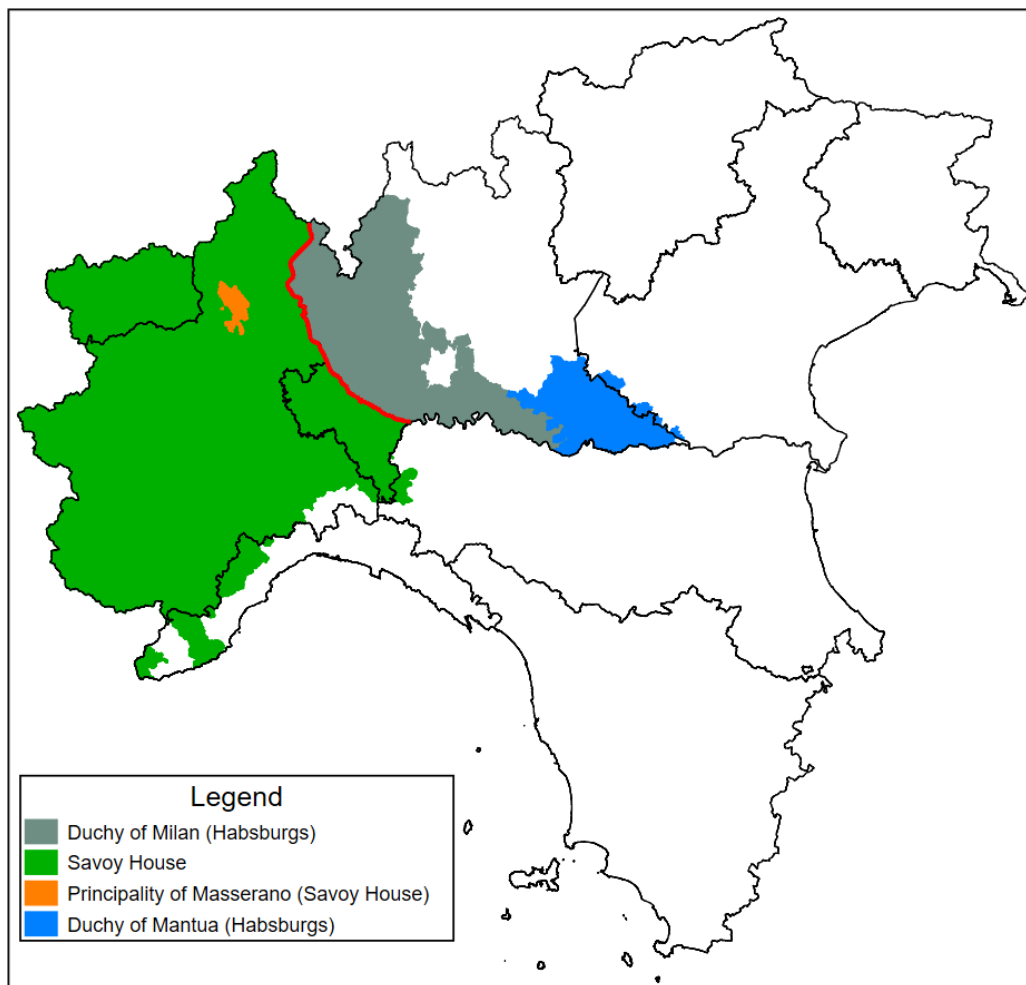 Legend
Duchy of Milan (Habsburgs)
Savoy House
Principality of Masserano (Savoy House)
Duchy of Mantua (Habsburgs)